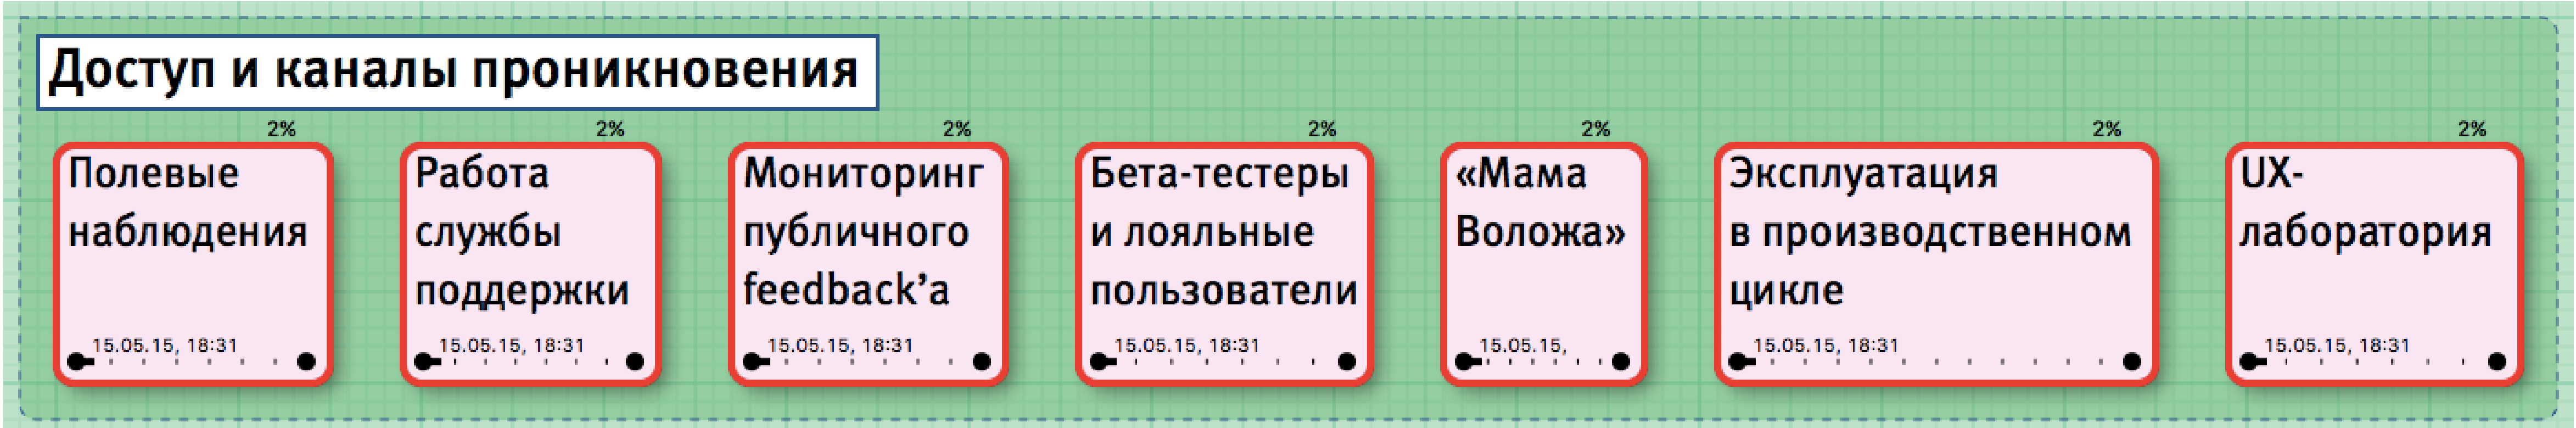 Доступ и каналы проникновения
2%
Полевые
наблюдения
15.05.15, 18:31
2%
Работа
службы
поддержки
15.05.15, 18:31
2%
Мониторинг
публичного
feedback’а
15.05.15, 18:31
2%
Бета-тестеры
и лояльные
пользователи
15.05.15, 18:31
2%
«Мама
Воложа»
15.05.15,
2%
Эксплуатация
в производственном
цикле
15.05.15, 18:31
2%
UX-
лаборатория
15.05.15, 18:31